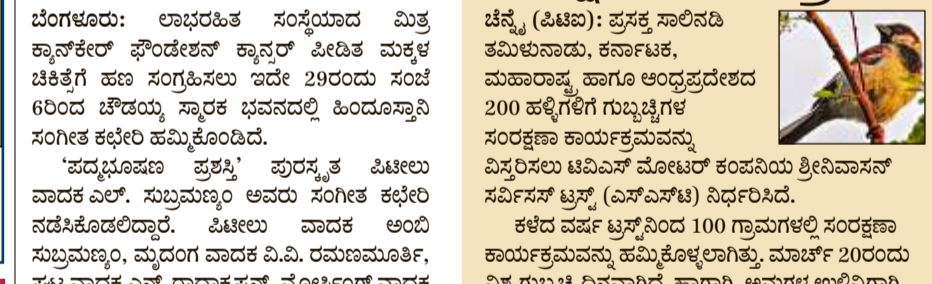 ಬೆಂಗಳೂರು: ಲಾಭರಹಿತ ಸಂಸ್ಥೆಯಾದ ಮಿತ್ರ
ಕ್ಯಾನ್‌ಕೇರ್ ಫೌಂಡೇಶನ್ ಕ್ಯಾನ್ಸರ್ ಪೀಡಿತ ಮಕ್ಕಳ
ಚಿಕಿತ್ಸೆಗೆ ಹಣ ಸಂಗ್ರಹಿಸಲು ಇದೇ 29ರಂದು ಸಂಜೆ
6ರಿಂದ ಚೌಡಯ್ಯ ಸ್ಮಾರಕ ಭವನದಲ್ಲಿ ಹಿಂದೂಸ್ತಾನಿ
ಸಂಗೀತ ಕಛೇರಿ ಹಮ್ಮಿಕೊಂಡಿದೆ.
‘ಪದ್ಮಭೂಷಣ ಪ್ರಶಸ್ತಿ’ ಪುರಸ್ಕೃತ ಪಿಟೀಲು
ವಾದಕ ಎಲ್. ಸುಬ್ರಮಣ್ಯಂ ಅವರು ಸಂಗೀತ ಕಛೇರಿ
ನಡೆಸಿಕೊಡಲಿದ್ದಾರೆ. ಪಿಟೀಲು ವಾದಕ ಅಂಬಿ
ಸುಬ್ರಮಣ್ಯಂ, ಮೃದಂಗ ವಾದಕ ವಿ.ವಿ. ರಮಣಮೂರ್ತಿ,
ಚೆನ್ನೈ (ಪಿಟಿಐ): ಪ್ರಸಕ್ತ ಸಾಲಿನಡಿ
ತಮಿಳುನಾಡು, ಕರ್ನಾಟಕ,
ಮಹಾರಾಷ್ಟ್ರ ಹಾಗೂ ಆಂಧ್ರಪ್ರದೇಶದ
200 ಹಳ್ಳಿಗಳಿಗೆ ಗುಬ್ಬಚ್ಚಿಗಳ
ಸಂರಕ್ಷಣಾ ಕಾರ್ಯಕ್ರಮವನ್ನು
ವಿಸ್ತರಿಸಲು ಟಿವಿಎಸ್ ಮೋಟರ್ ಕಂಪನಿಯ ಶ್ರೀನಿವಾಸನ್
ಸರ್ವಿಸಸ್ ಟ್ರಸ್ಟ್ (ಎಸ್‌ಎಸ್‌ಟಿ) ನಿರ್ಧರಿಸಿದೆ.
ಕಳೆದ ವರ್ಷ ಟ್ರಸ್ಟ್‌ನಿಂದ 100 ಗ್ರಾಮಗಳಲ್ಲಿ ಸಂರಕ್ಷಣಾ
ಕಾರ್ಯಕ್ರಮವನ್ನು ಹಮ್ಮಿಕೊಳ್ಳಲಾಗಿತ್ತು. ಮಾರ್ಚ್ 20ರಂದು